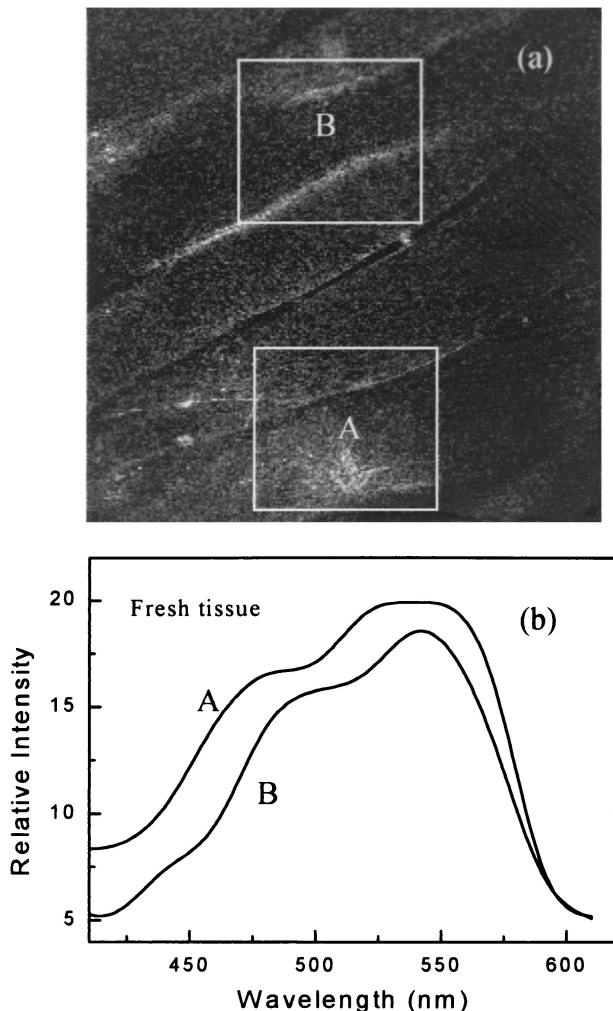 (a)
B
A
(b)
Fresh tissue
A
B
20
15
10
5
450
500
550
600
Relative Intensity
Wavelength (nm)